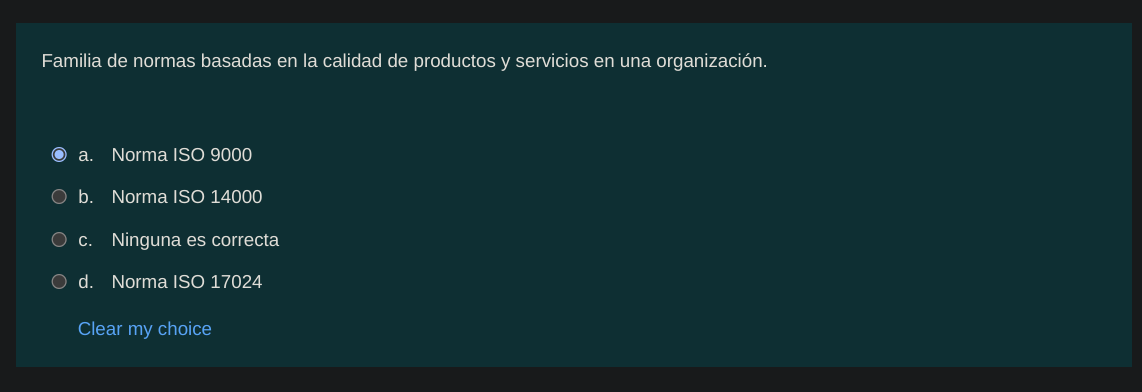 Familia de normas basadas en la calidad de productos y servicios en una organización.
a. Norma ISO 9000
b. Norma ISO 14000
c. Ninguna es correcta
d. Norma ISO 17024
Clear my choice